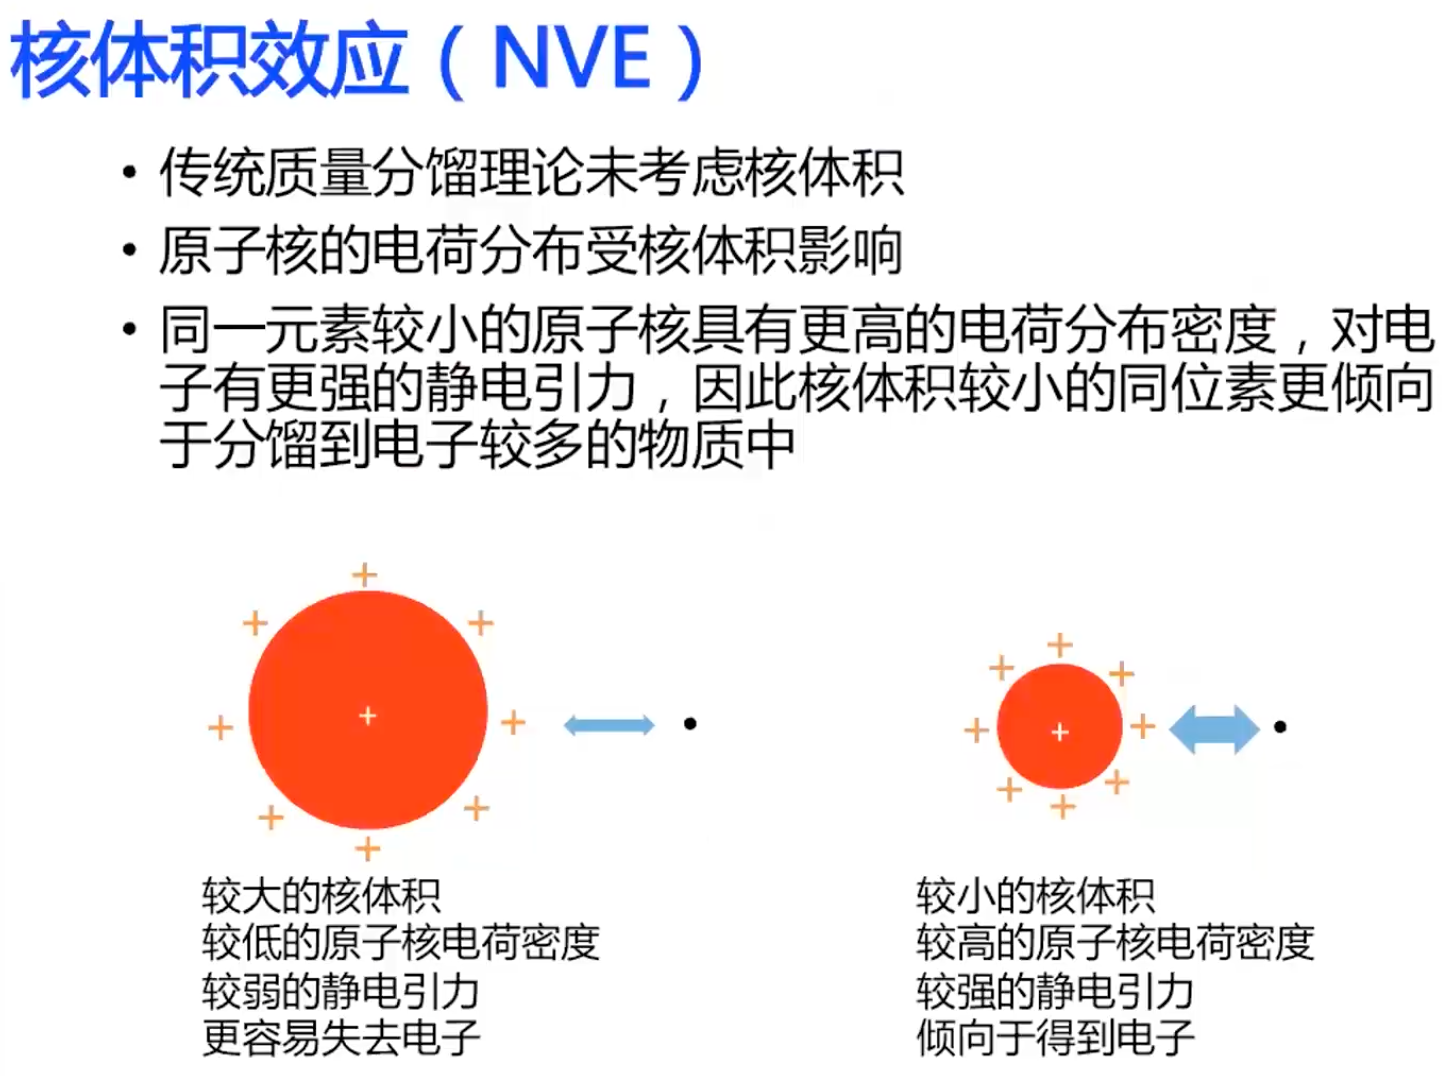 核体积效应（NVE）
• 传统质量分馏理论未考虑核体积
• 原子核的电荷分布受核体积影响
• 同一元素较小的原子核具有更高的电荷分布密度，对电
子有更强的静电引力，因此核体积较小的同位素更倾向
于分馏到电子较多的物质中
+
+ +
+ + +
+ +
+
+
+ +
+ + +
+ +
+
较大的核体积
较低的原子核电荷密度
较弱的静电引力
更容易失去电子
较小的核体积
较高的原子核电荷密度
较强的静电引力
倾向于得到电子